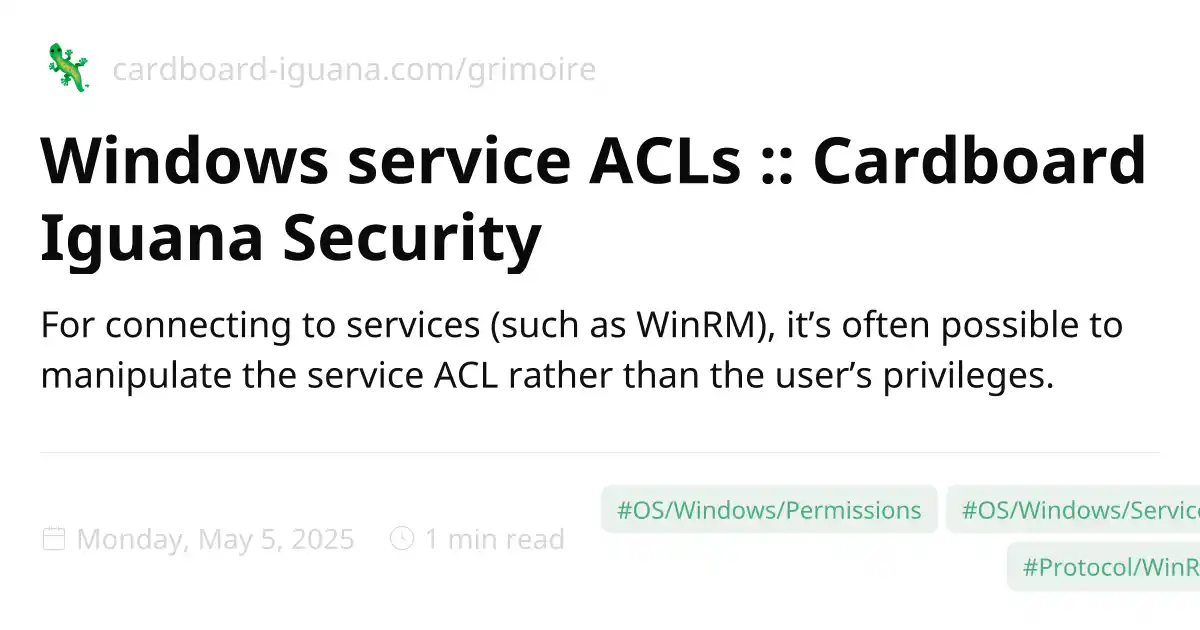 cardboard-iguana.com/grimoire
Windows service ACLs :: Cardboard
Iguana Security
For connecting to services (such as WinRM), it’s often possible to
manipulate the service ACL rather than the user’s privileges.
Monday, May 5, 2025 1 min read
#OS/Windows/Permissions
#OS/Windows/Servic
#Protocol/WinR